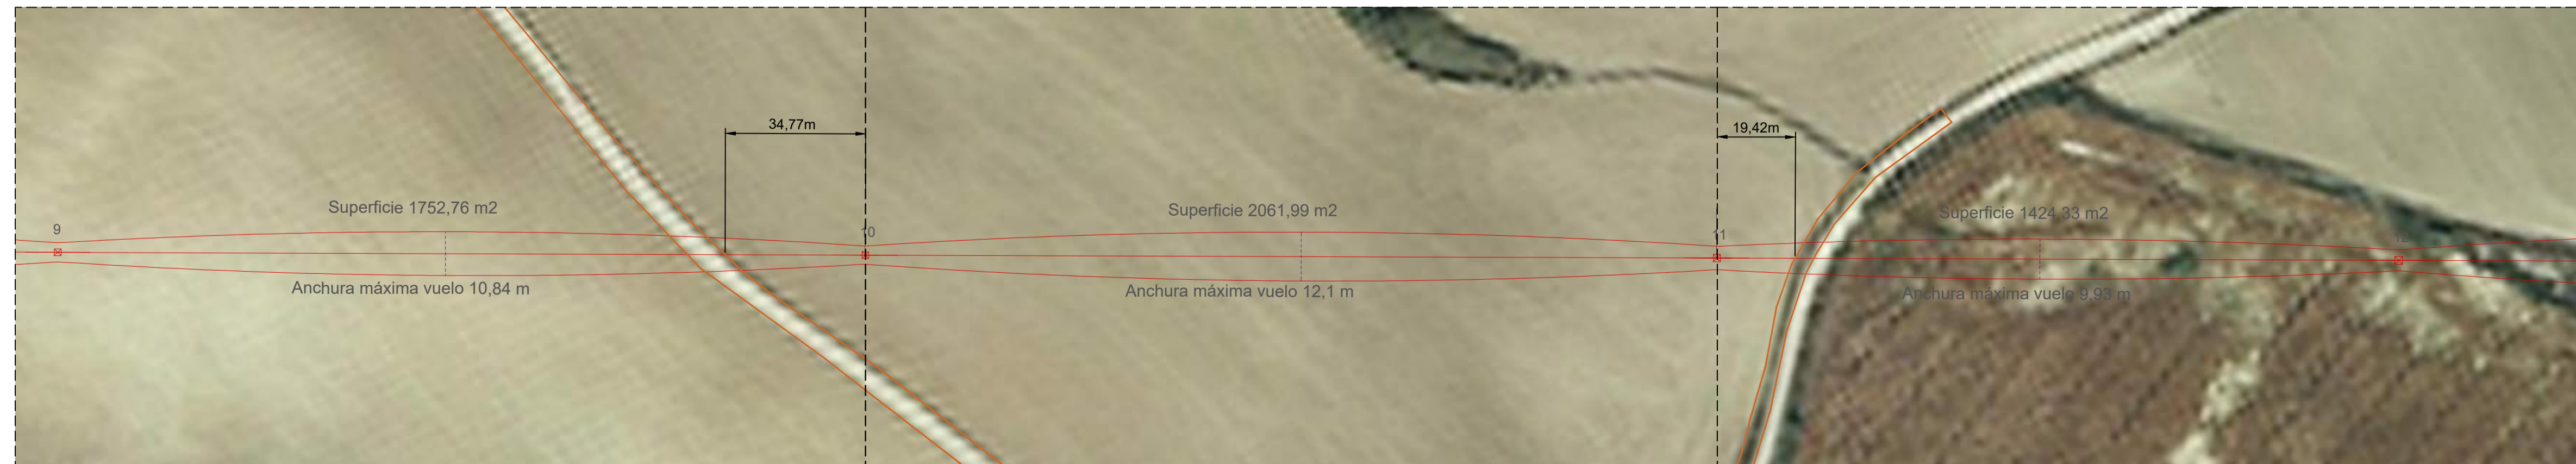 34,77m
19,42m
Superficie 1752,76 m2
Superficie 2061,99 m2
Superficie 1424,33 m2
9
10
11
12
Anchura máxima vuelo 10,84 m
Anchura máxima vuelo 12,1 m
Anchura máxima vuelo 9,93 m